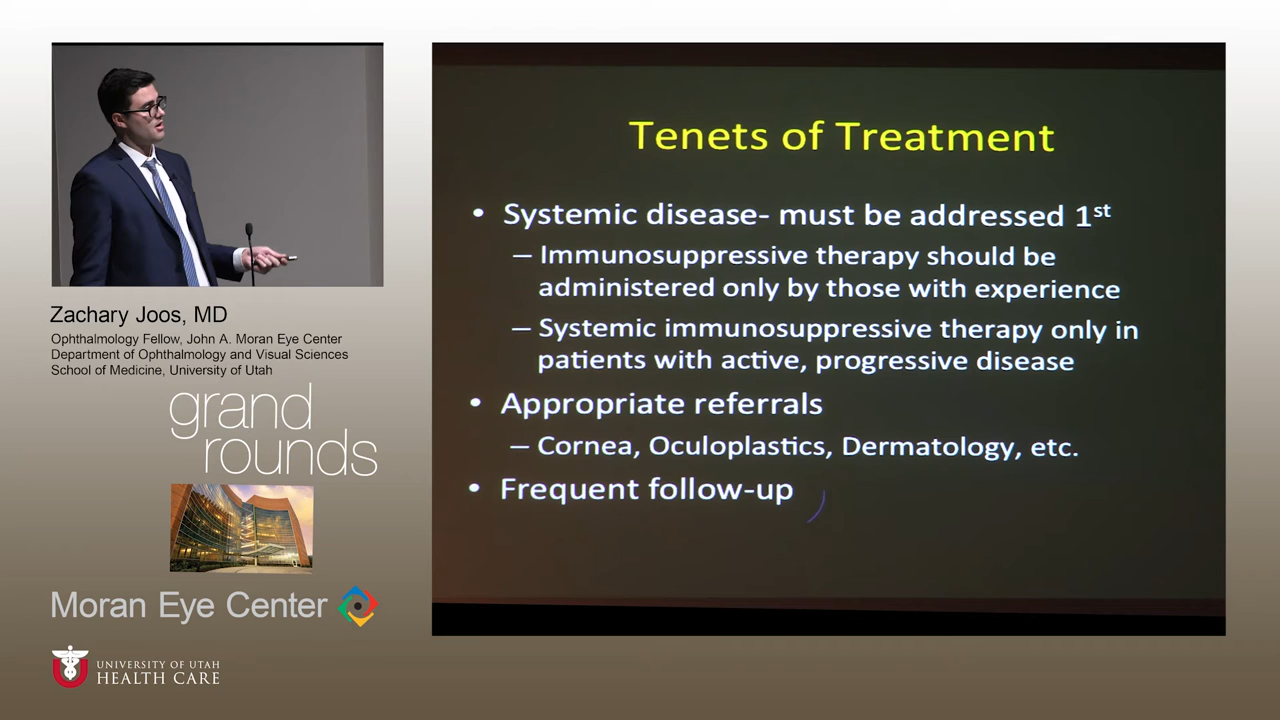 Tenets of Treatment
• Systemic disease- must be addressed 1st
– Immunosuppressive therapy should be
administered only by those with experience
– Systemic immunosuppressive therapy only in
patients with active, progressive disease
• Appropriate referrals
– Cornea, Oculoplastics, Dermatology, etc.
• Frequent follow-up
Zachary Joos, MD
Ophthalmology Fellow, John A. Moran Eye Center
Department of Ophthalmology and Visual Sciences
School of Medicine, University of Utah
grand
rounds
Moran Eye Center
UNIVERSITY OF UTAH
HEALTH CARE